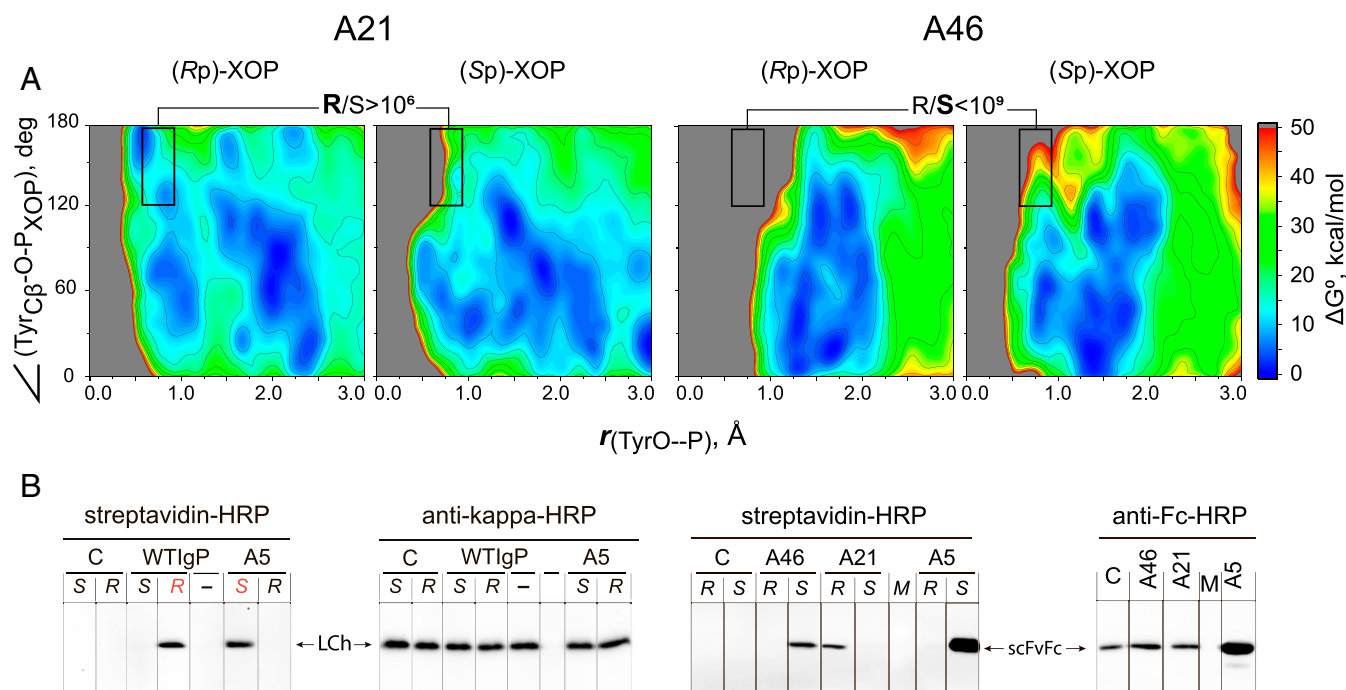 A21 A46
A
(Rp)-XOP (Sp)-XOP (Rp)-XOP (Sp)-XOP
R/S>10⁶ R/S<10⁹
∠(TyrCβ-O-PXOP), deg
180
120
60
0
0.0 1.0 2.0 3.0 0.0 1.0 2.0 3.0 0.0 1.0 2.0 3.0 0.0 1.0 2.0 3.0
50
40
30
20
10
0
ΔGº, kcal/mol
r(TyrO--P), Å
B
streptavidin-HRP anti-kappa-HRP streptavidin-HRP anti-Fc-HRP
C WTIgP A5 C WTIgP A5 C A46 A21 A5 C A46 A21 M A5
S R S R – S R S R S R – S R R S R S R S M R S
←LCh→ ←scFvFc→